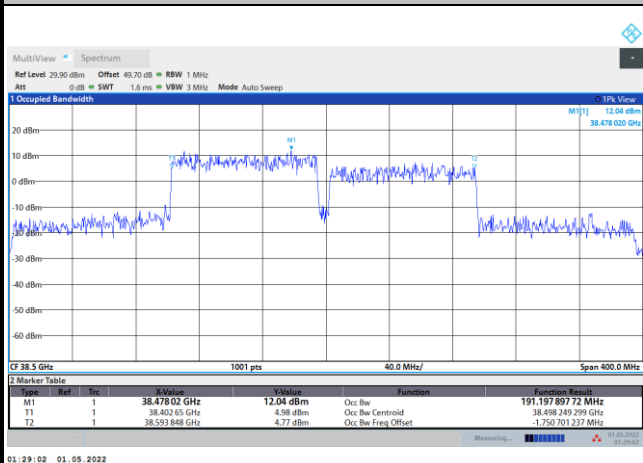 MultiView Spectrum
Ref Level 29.90 dBm Offset 49.70 dB RBW 1 MHz
Att 0 dB SWT 1.6 ms VBW 3 MHz Mode Auto Sweep
1 Occupied Bandwidth 1Pk View
M1[1] 12.04 dBm
38.478 020 GHz
20 dBm
M1
10 dBm
T1 T2
0 dBm
-10 dBm
-20 dBm
-30 dBm
-40 dBm
-50 dBm
-60 dBm
CF 38.5 GHz 1001 pts 40.0 MHz/ Span 400.0 MHz
2 Marker Table
Type Ref Trc X-Value Y-Value Function Function Result
M1 1 38.478 02 GHz 12.04 dBm Occ Bw 191.197 897 72 MHz
T1 1 38.402 65 GHz 4.98 dBm Occ Bw Centroid 38.498 249 299 GHz
T2 1 38.593 848 GHz 4.77 dBm Occ Bw Freq Offset -1.750 701 237 MHz
Measuring... 01.05.2022
01:29:02
01:29:02 01.05.2022